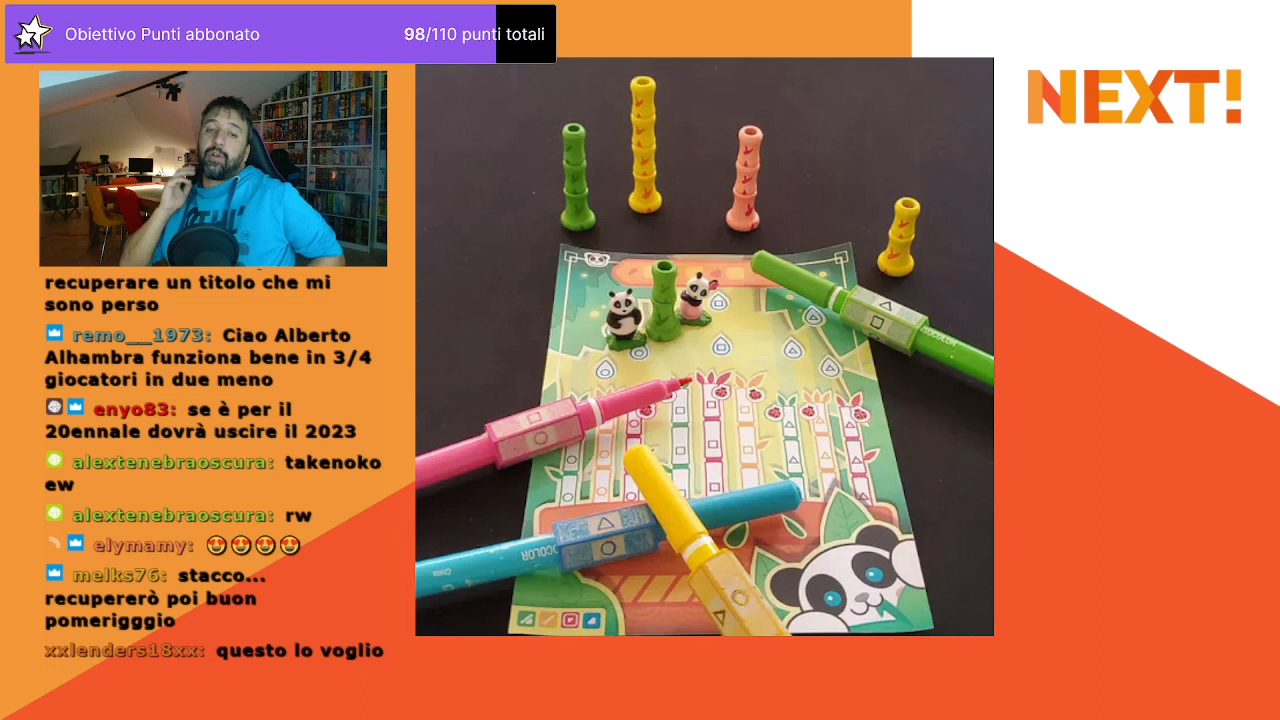 Obiettivo Punti abbonato
98/110 punti totali
NEXT!
recuperare un titolo che mi
sono perso
remo__1973: Ciao Alberto
Alhambra funziona bene in 3/4
giocatori in due meno
enyo83: se è per il
20ennale dovrà uscire il 2023
alextenebraoscura: takenoko
ew
alextenebraoscura: rw
elymamy:
melks76: stacco...
recupererò poi buon
pomerigggio
xxlenders18xx: questo lo voglio